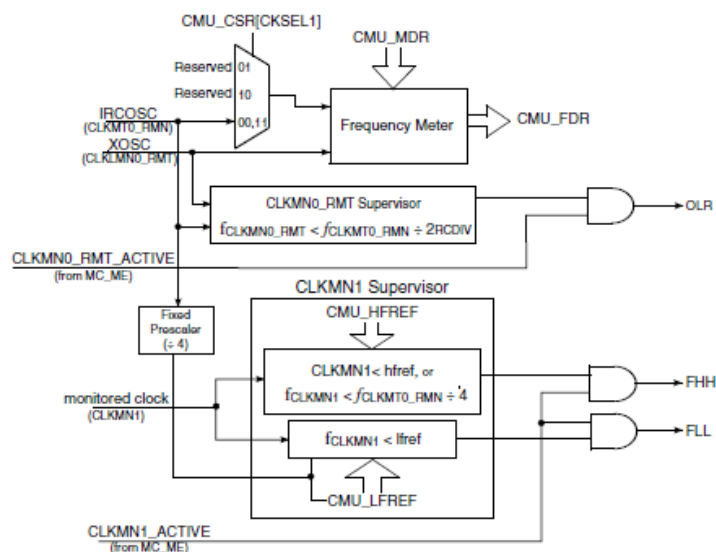 CMU_CSR[CKSEL1]
CMU_MDR
Reserved 01
Reserved 10
IRCOSC
(CLKMT0_RMN)
00,11
Frequency Meter
CMU_FDR
XOSC
(CLKLMN0_RMT)
CLKMN0_RMT Supervisor
fCLKMN0_RMT < fCLKMT0_RMN ÷ 2RCDIV
OLR
CLKMN0_RMT_ACTIVE
(from MC_ME)
CLKMN1 Supervisor
CMU_HFREF
Fixed
Prescaler
(÷ 4)
CLKMN1 < hfref, or
fCLKMN1 < fCLKMT0_RMN ÷ '4
FHH
monitored clock
(CLKMN1)
fCLKMN1 < lfref
FLL
CMU_LFREF
CLKMN1_ACTIVE
(from MC_ME)